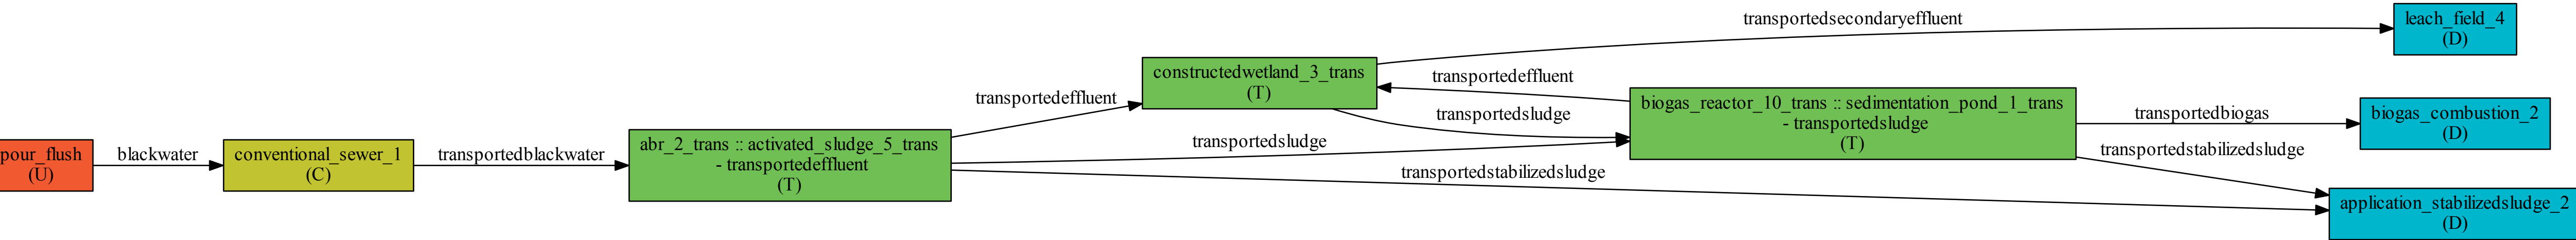 pour_flush
(U)
blackwater
conventional_sewer_1
(C)
transportedblackwater
abr_2_trans :: activated_sludge_5_trans
- transportedeffluent
(T)
transportedeffluent
transportedsludge
transportedstabilizedsludge
constructedwetland_3_trans
(T)
transportedsecondaryeffluent
transportedeffluent
transportedsludge
biogas_reactor_10_trans :: sedimentation_pond_1_trans
- transportedsludge
(T)
transportedbiogas
transportedstabilizedsludge
leach_field_4
(D)
biogas_combustion_2
(D)
application_stabilizedsludge_2
(D)